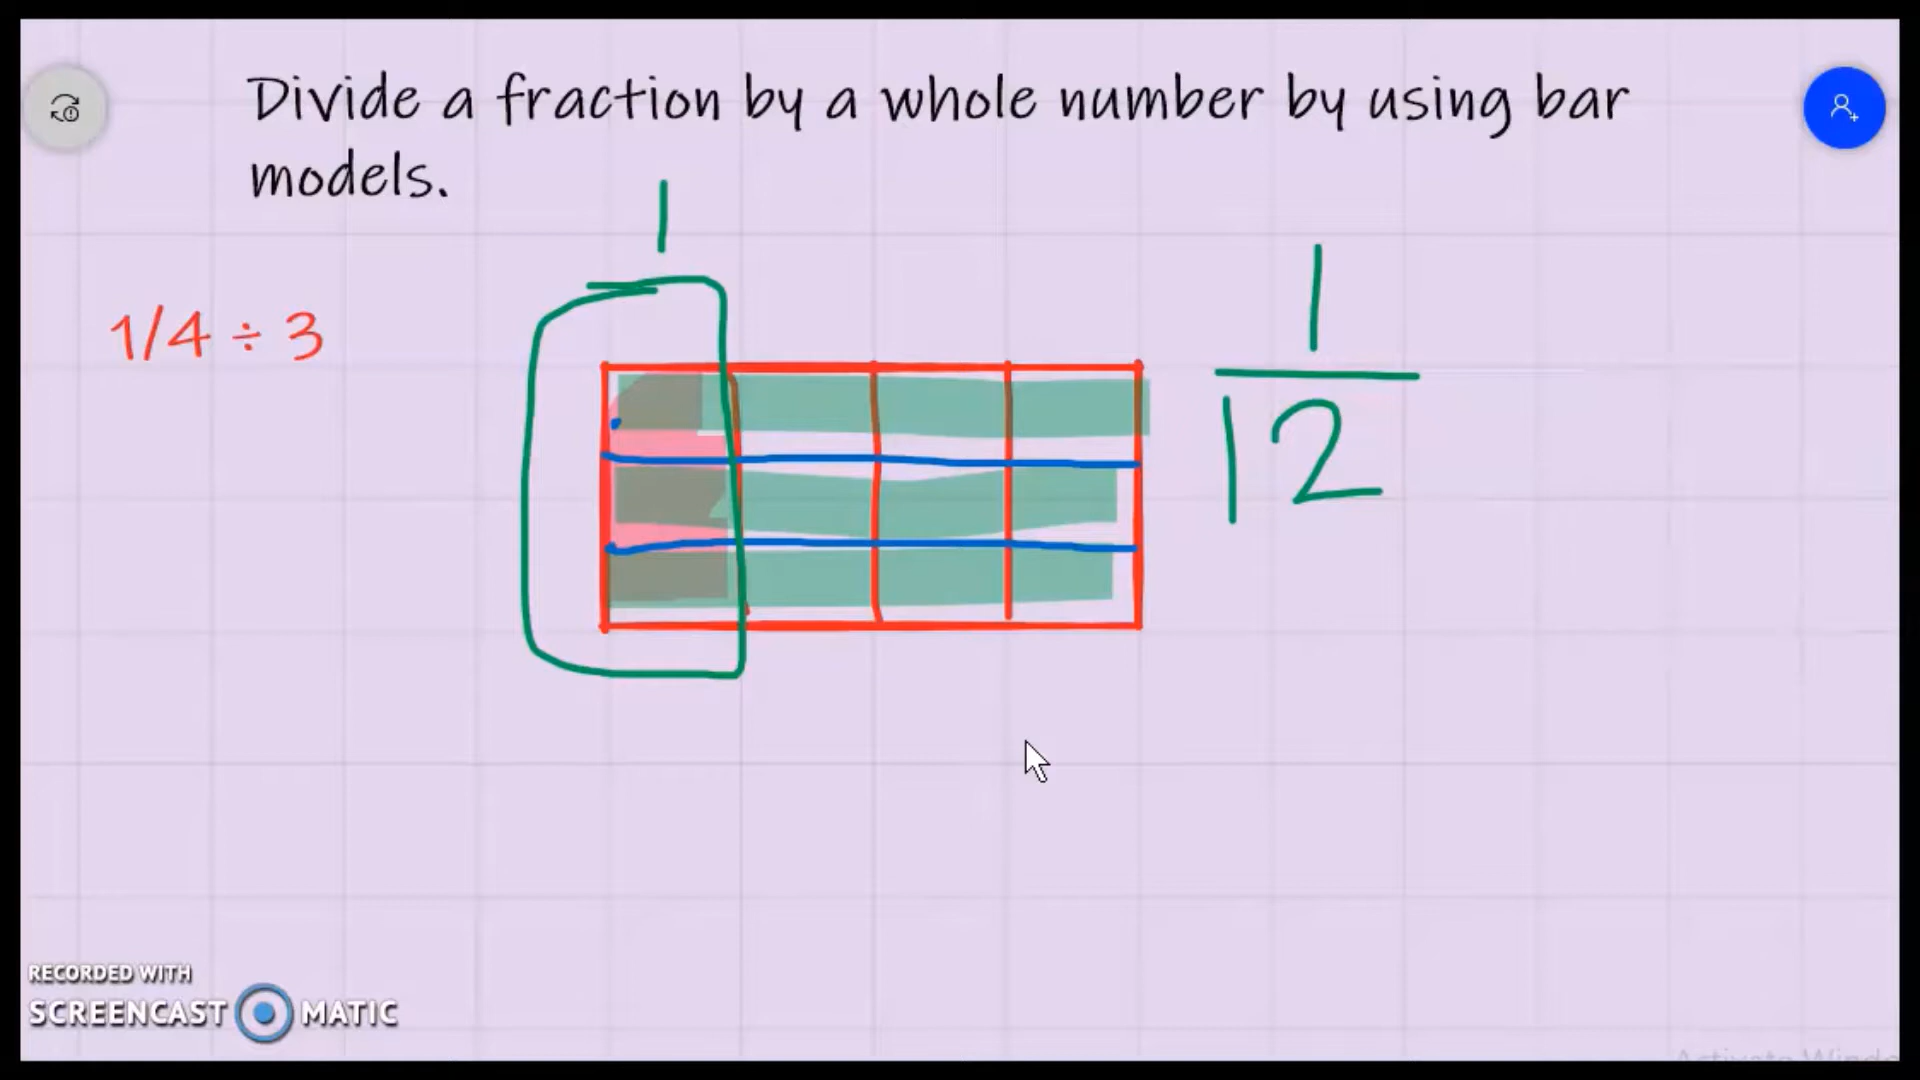 Divide a fraction by a whole number by using bar
models.
1
1/4 ÷ 3
1
12
RECORDED WITH
SCREENCAST MATIC